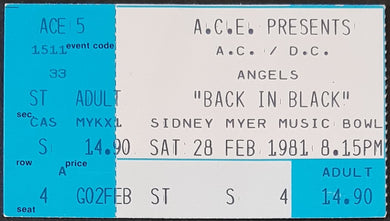 ACE 5 A.C.E. PRESENTS
1511 event code A.C. / D.C.
33 ANGELS
ST ADULT "BACK IN BLACK"
sec.
CAS MYKX1 SIDNEY MYER MUSIC BOWL
S 14.90 SAT 28 FEB 1981 8.15PM
row price
A ADULT
4 G02FEB ST S 4 14.90
seat